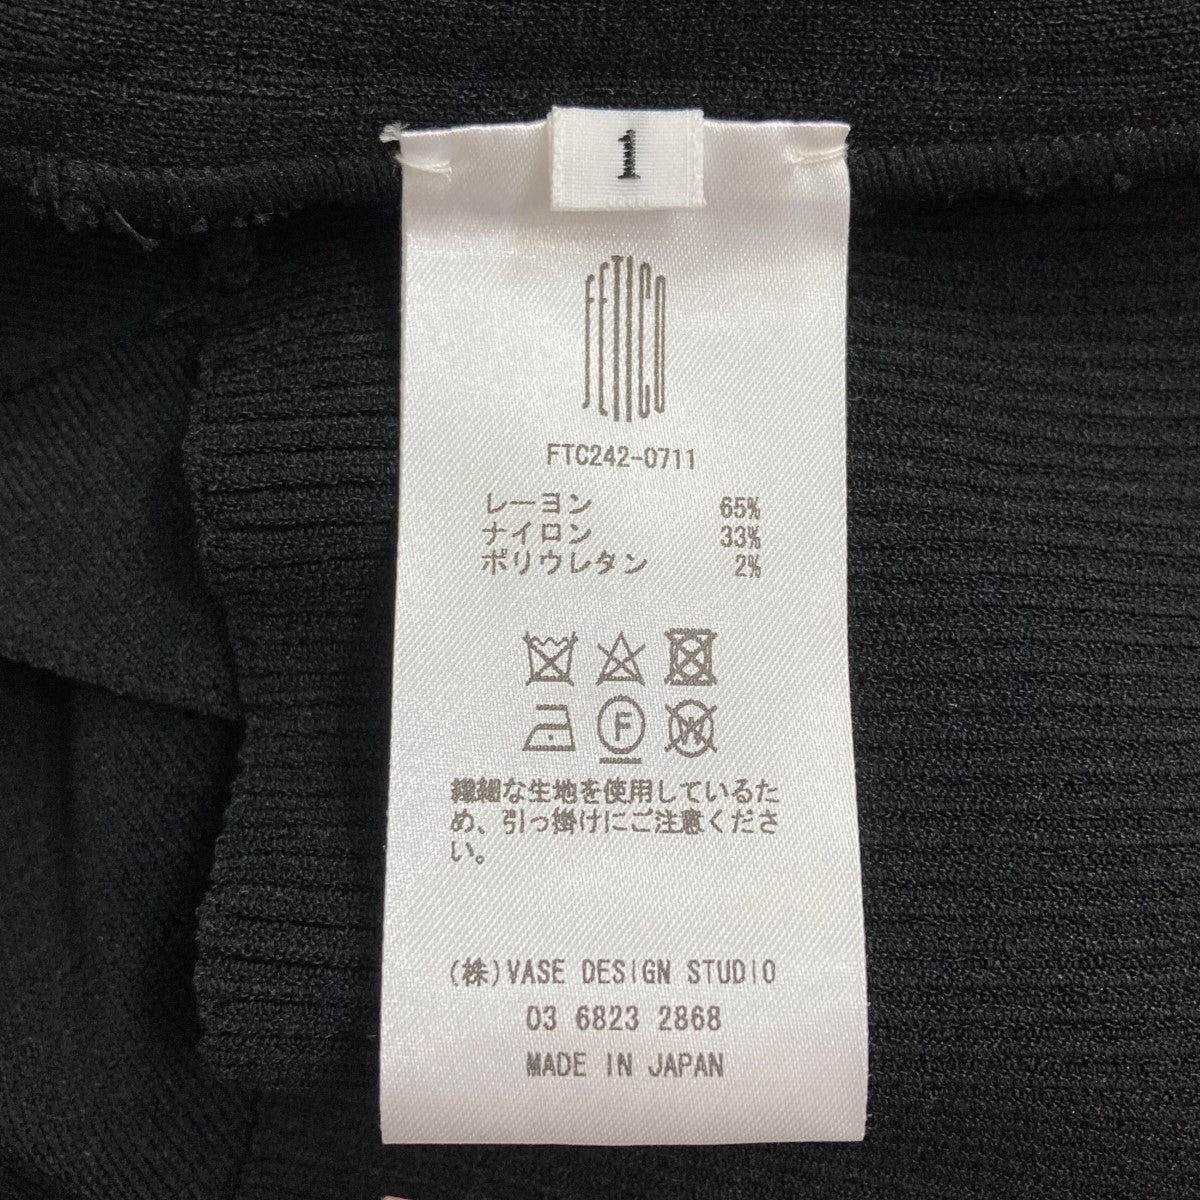 1
FETICO
FTC242-0711
レーヨン 65%
ナイロン 33%
ポリウレタン 2%
F
W
繊細な生地を使用しているた
め、引っ掛けにご注意くださ
い。
(株)VASE DESIGN STUDIO
03 6823 2868
MADE IN JAPAN